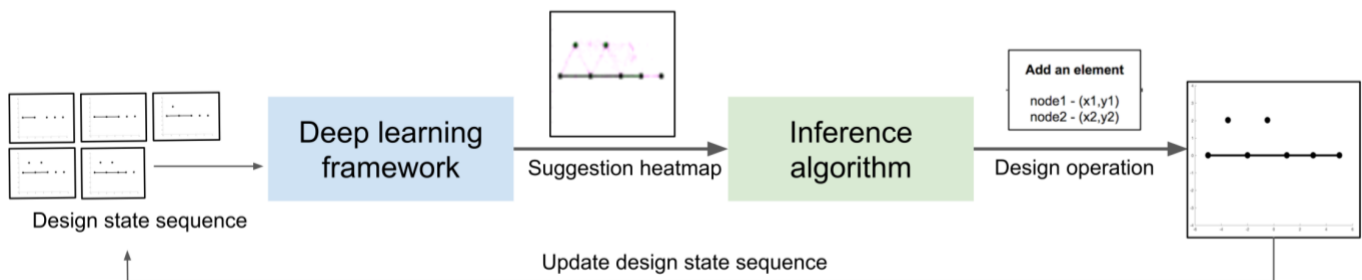 Design state sequence
Deep learning
framework
Suggestion heatmap
Inference
algorithm
Add an element
node1 - (x1,y1)
node2 - (x2,y2)
Design operation
Update design state sequence